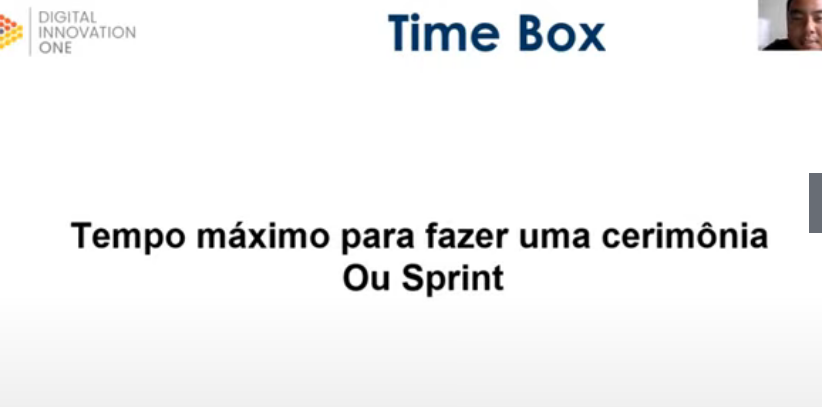 DIGITAL
INNOVATION
ONE
Time Box
Tempo máximo para fazer uma cerimônia
Ou Sprint